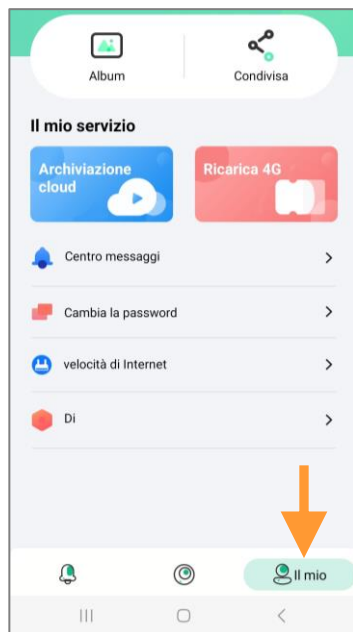 Album
Condivisa
Il mio servizio
Archiviazione
cloud
Ricarica 4G
Centro messaggi
Cambia la password
velocità di Internet
Di
Il mio